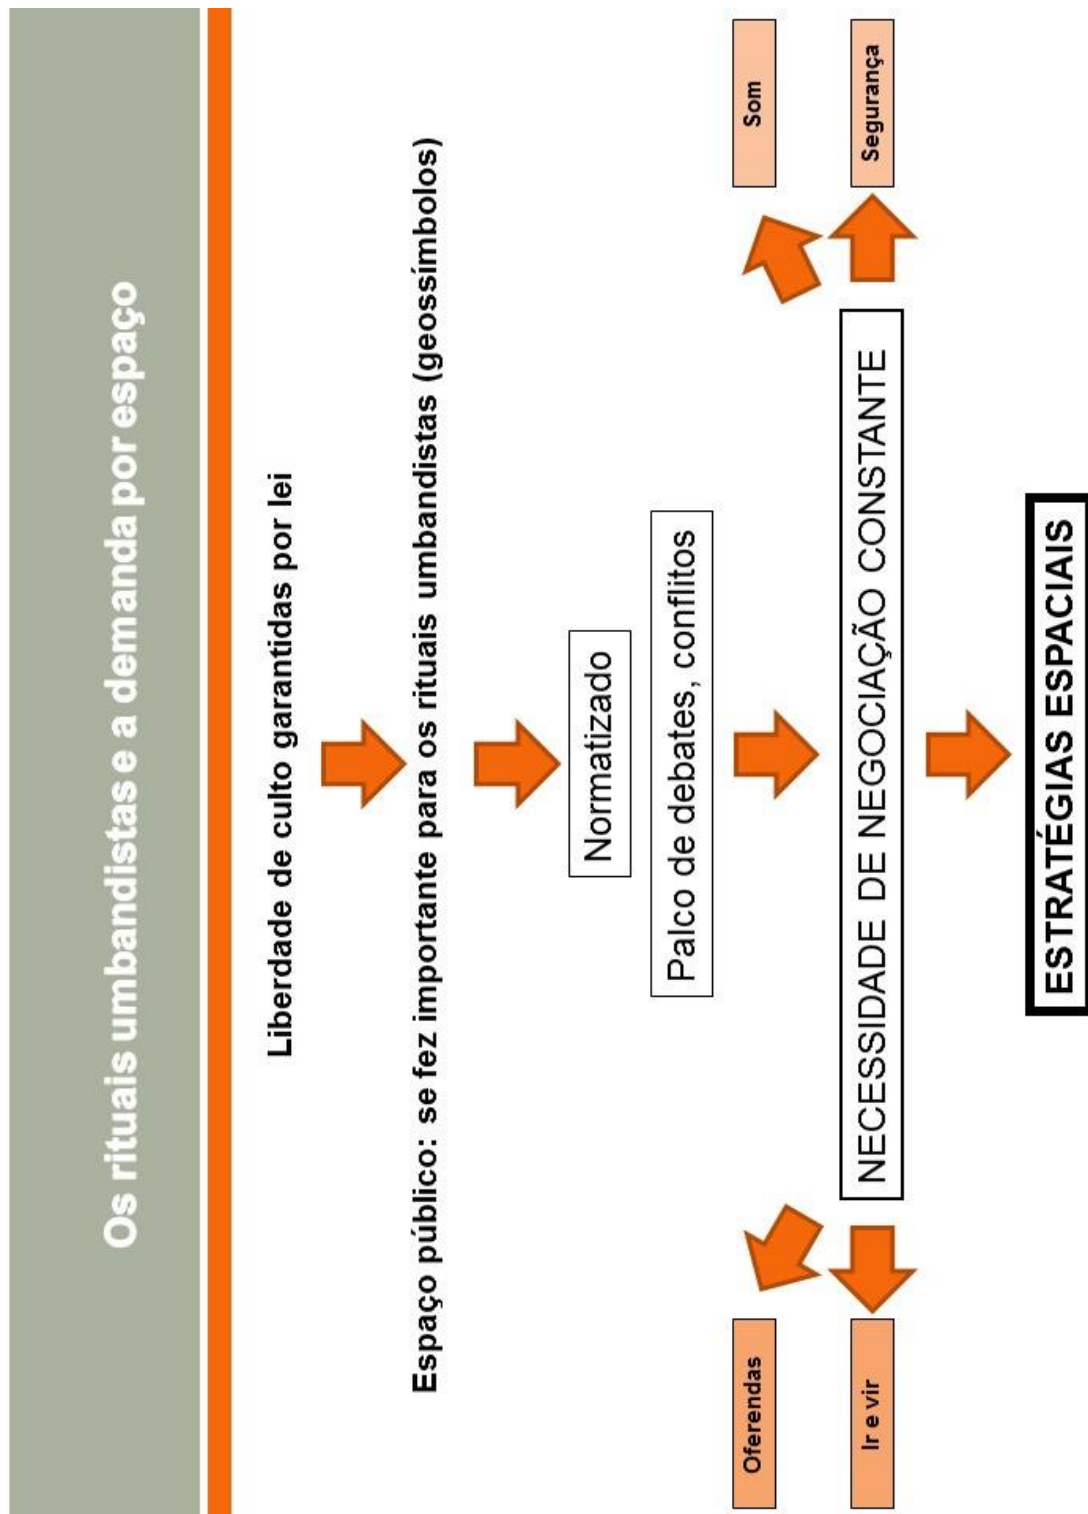 Os rituais umbandistas e a demanda por espaço
Liberdade de culto garantidas por lei
Espaço público: se fez importante para os rituais umbandistas (geossímbolos)
Normatizado
Palco de debates, conflitos
Oferendas
Som
Ir e vir
NECESSIDADE DE NEGOCIAÇÃO CONSTANTE
Segurança
ESTRATÉGIAS ESPACIAIS